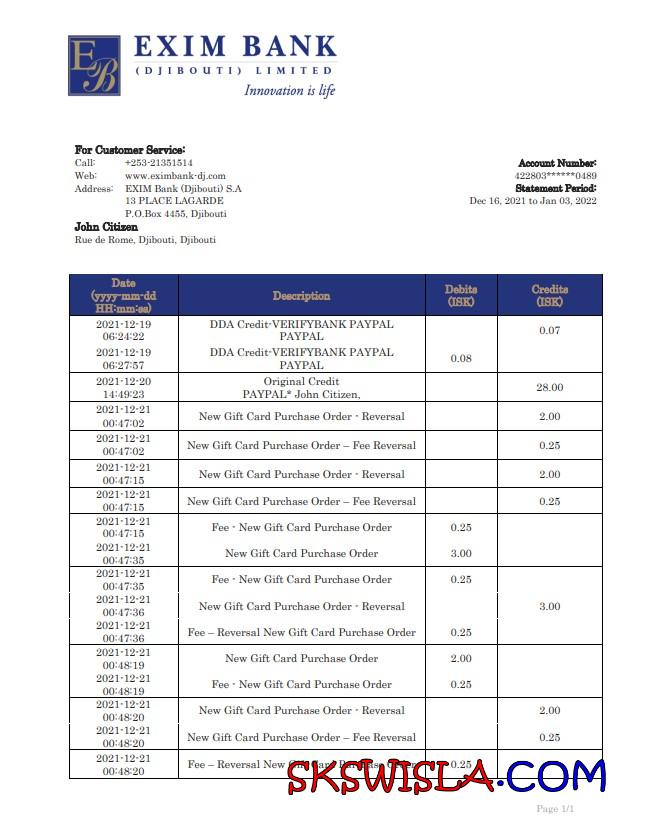 EB
EXIM BANK
(DJIBOUTI) LIMITED
Innovation is life
For Customer Service:
Call: +253-21351514
Web: www.eximbank-dj.com
Address: EXIM Bank (Djibouti) S.A
13 PLACE LAGARDE
P.O.Box 4455, Djibouti
John Citizen
Rue de Rome, Djibouti, Djibouti
Account Number:
422803******0489
Statement Period:
Dec 16, 2021 to Jan 03, 2022
Date (yyyy-mm-dd HH:mm:ss) Description Debits (ISK) Credits (ISK)
2021-12-19 06:24:22 DDA Credit-VERIFYBANK PAYPAL PAYPAL 0.07
2021-12-19 06:27:57 DDA Credit-VERIFYBANK PAYPAL PAYPAL 0.08
2021-12-20 14:49:23 Original Credit PAYPAL* John Citizen, 28.00
2021-12-21 00:47:02 New Gift Card Purchase Order - Reversal 2.00
2021-12-21 00:47:02 New Gift Card Purchase Order – Fee Reversal 0.25
2021-12-21 00:47:15 New Gift Card Purchase Order - Reversal 2.00
2021-12-21 00:47:15 New Gift Card Purchase Order – Fee Reversal 0.25
2021-12-21 00:47:15 Fee - New Gift Card Purchase Order 0.25
2021-12-21 00:47:35 New Gift Card Purchase Order 3.00
2021-12-21 00:47:35 Fee - New Gift Card Purchase Order 0.25
2021-12-21 00:47:36 New Gift Card Purchase Order - Reversal 3.00
2021-12-21 00:47:36 Fee – Reversal New Gift Card Purchase Order 0.25
2021-12-21 00:48:19 New Gift Card Purchase Order 2.00
2021-12-21 00:48:19 Fee - New Gift Card Purchase Order 0.25
2021-12-21 00:48:20 New Gift Card Purchase Order - Reversal 2.00
2021-12-21 00:48:20 New Gift Card Purchase Order – Fee Reversal 0.25
2021-12-21 00:48:20 Fee – Reversal New Gift Card Purchase Order 0.25
SKSWISLA.COM
Page 1/1